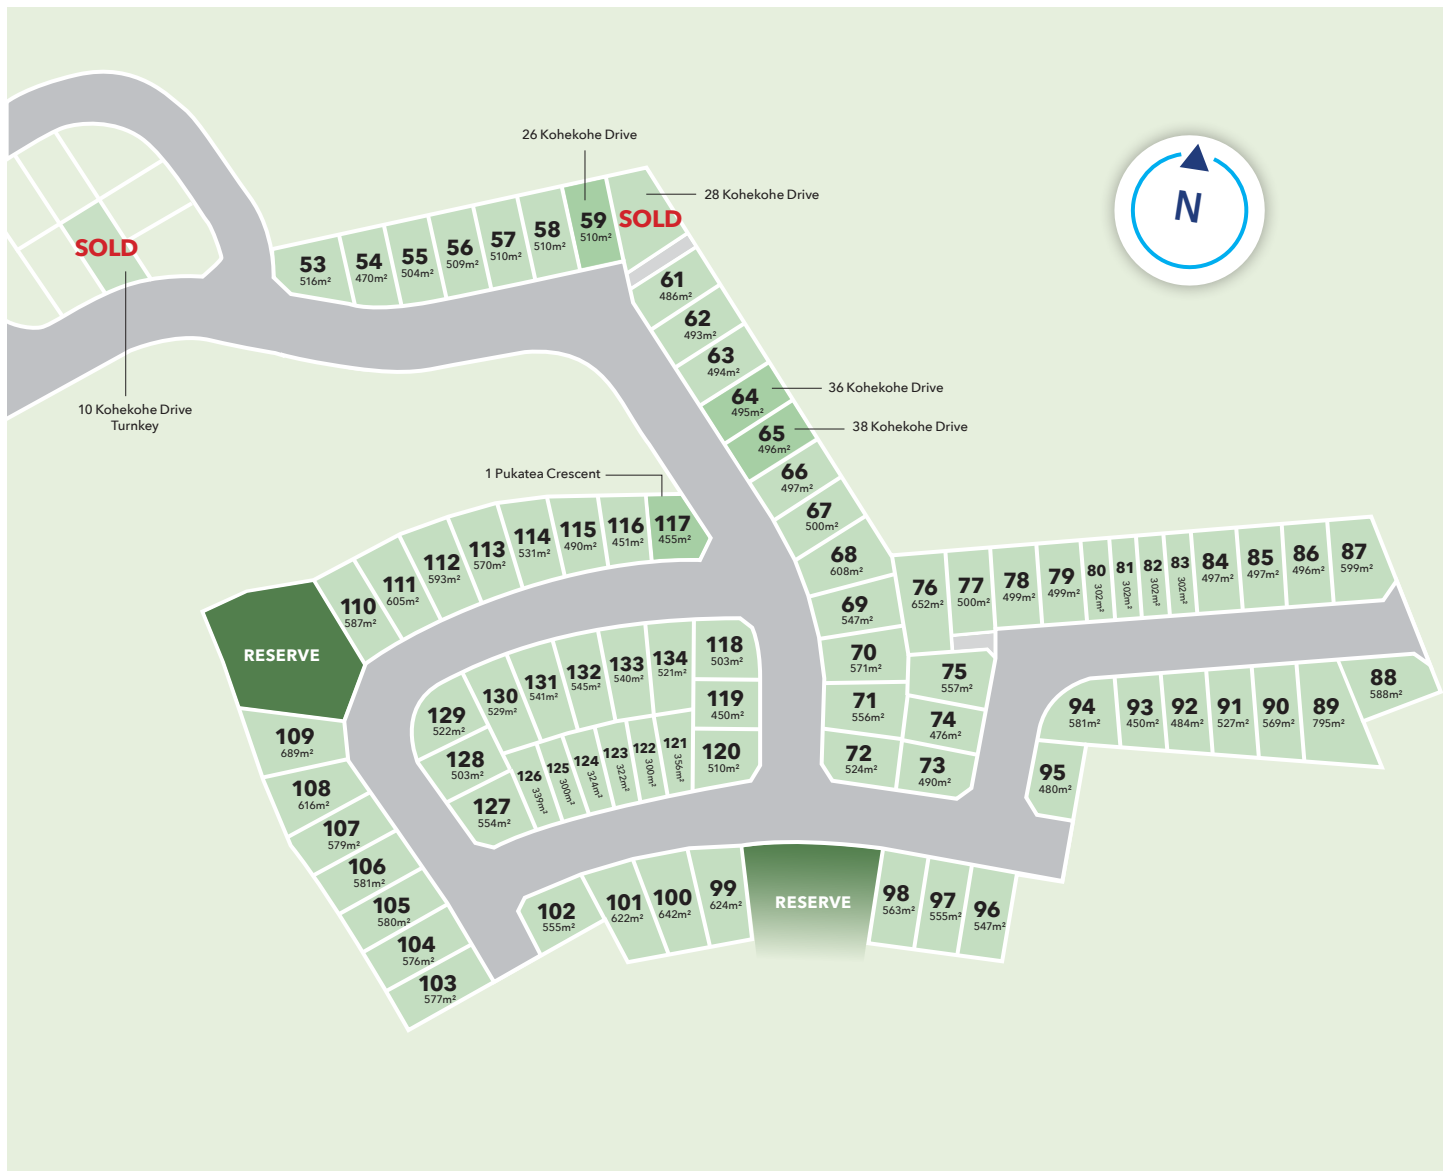 26 Kohekohe Drive
28 Kohekohe Drive
N
SOLD
SOLD
10 Kohekohe Drive
Turnkey
53
516m²
54
470m²
55
504m²
56
509m²
57
510m²
58
510m²
59
510m²
61
486m²
62
493m²
63
494m²
64
495m²
36 Kohekohe Drive
65
496m²
38 Kohekohe Drive
66
497m²
67
500m²
68
608m²
69
547m²
70
571m²
71
556m²
72
524m²
73
490m²
74
476m²
75
557m²
76
652m²
77
500m²
78
499m²
79
499m²
80
302m²
81
302m²
82
302m²
83
302m²
84
497m²
85
497m²
86
496m²
87
599m²
88
588m²
89
795m²
90
569m²
91
527m²
92
484m²
93
450m²
94
581m²
95
480m²
96
547m²
97
555m²
98
563m²
RESERVE
99
624m²
100
642m²
101
622m²
102
555m²
103
577m²
104
576m²
105
580m²
106
581m²
107
579m²
108
616m²
109
689m²
RESERVE
110
587m²
111
605m²
112
593m²
113
570m²
114
531m²
115
490m²
116
451m²
117
455m²
1 Pukatea Crescent
118
503m²
119
450m²
120
510m²
121
356m²
122
300m²
123
322m²
124
324m²
125
300m²
126
339m²
127
554m²
128
503m²
129
522m²
130
529m²
131
541m²
132
545m²
133
540m²
134
521m²